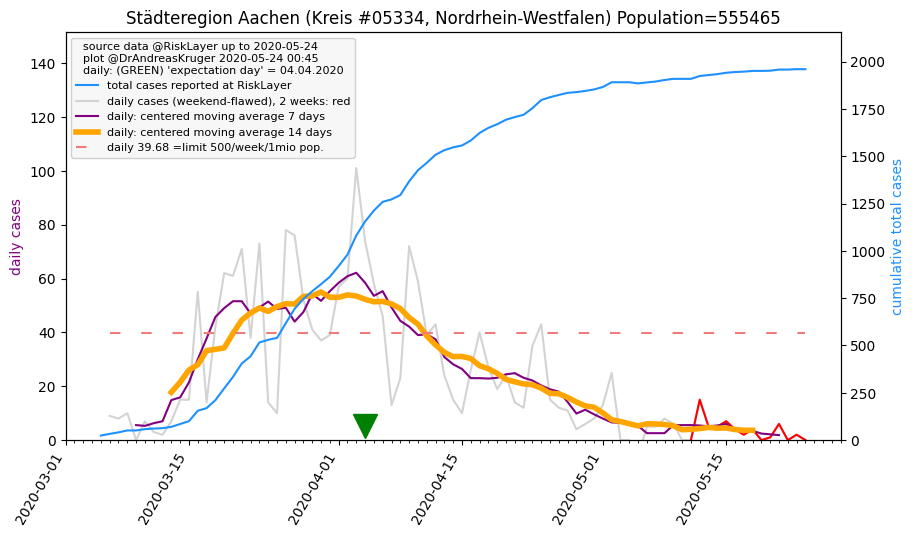 Städteregion Aachen (Kreis #05334, Nordrhein-Westfalen) Population=555465
source data @RiskLayer up to 2020-05-24
plot @DrAndreasKruger 2020-05-24 00:45
daily: (GREEN) 'expectation day' = 04.04.2020
total cases reported at RiskLayer
daily cases (weekend-flawed), 2 weeks: red
daily: centered moving average 7 days
daily: centered moving average 14 days
daily 39.68 =limit 500/week/1mio pop.
daily cases
140
120
100
80
60
40
20
0
cumulative total cases
2000
1750
1500
1250
1000
750
500
250
0
2020-03-01
2020-03-15
2020-04-01
2020-04-15
2020-05-01
2020-05-15